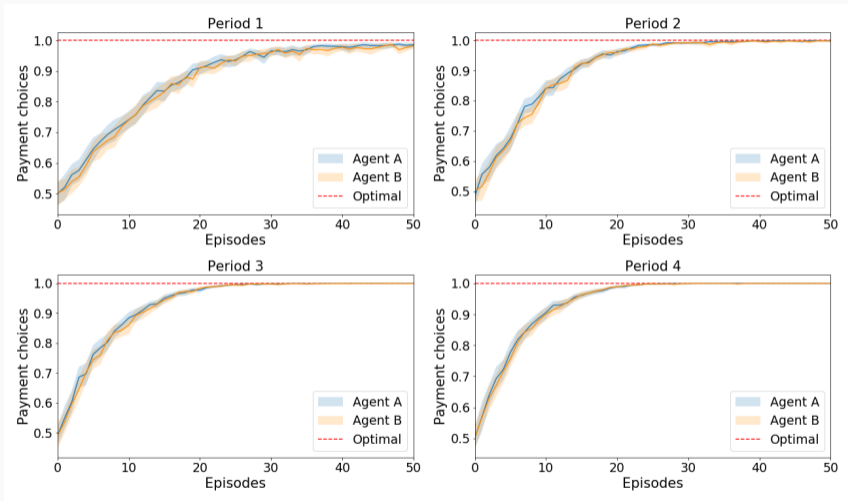 Period 1
Payment choices
1.0
0.9
0.8
0.7
0.6
0.5
Agent A
Agent B
Optimal
0 10 20 30 40 50
Episodes
Period 2
Payment choices
1.0
0.9
0.8
0.7
0.6
0.5
Agent A
Agent B
Optimal
0 10 20 30 40 50
Episodes
Period 3
Payment choices
1.0
0.9
0.8
0.7
0.6
0.5
Agent A
Agent B
Optimal
0 10 20 30 40 50
Episodes
Period 4
Payment choices
1.0
0.9
0.8
0.7
0.6
0.5
Agent A
Agent B
Optimal
0 10 20 30 40 50
Episodes